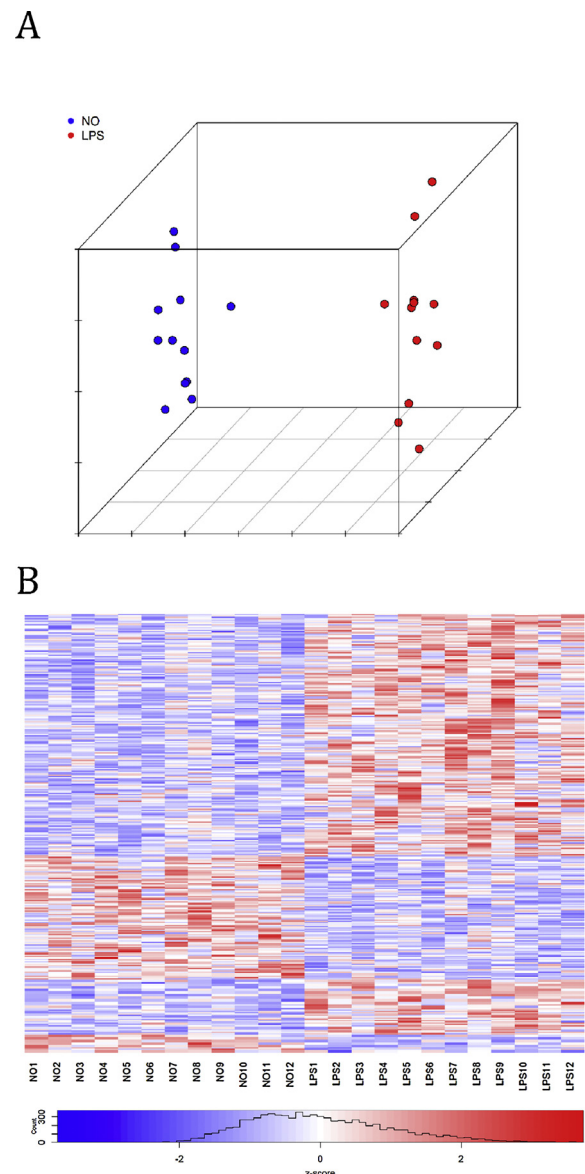 A
NO
LPS
B
NO1 NO2 NO3 NO4 NO5 NO6 NO7 NO8 NO9 NO10 NO11 NO12 LPS1 LPS2 LPS3 LPS4 LPS5 LPS6 LPS7 LPS8 LPS9 LPS10 LPS11 LPS12
Count
300
0
-2 0 2
z-score